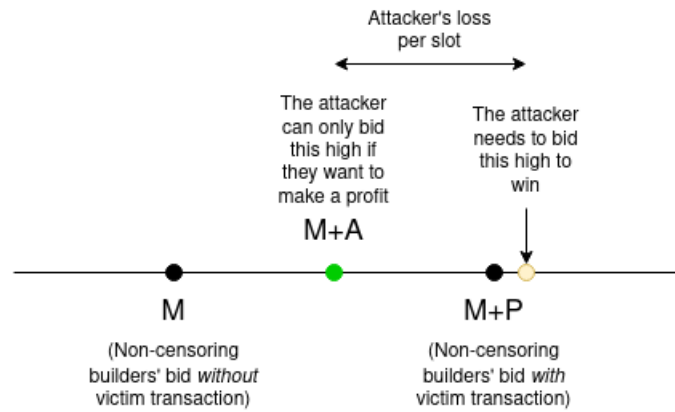 Attacker's loss
per slot
The attacker
can only bid
this high if
they want to
make a profit
M+A
The attacker
needs to bid
this high to
win
M
(Non-censoring
builders' bid without
victim transaction)
M+P
(Non-censoring
builders' bid with
victim transaction)